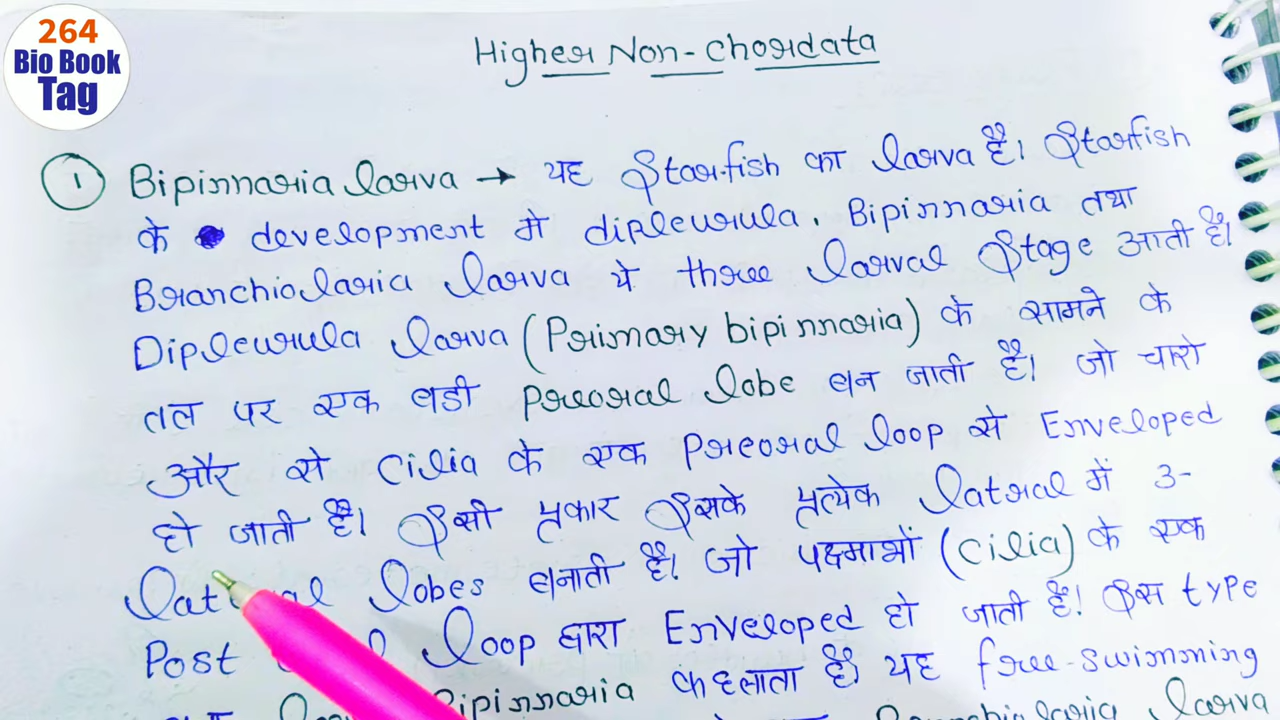 264
Bio Book
Tag
Higher Non-Chordata
1 Bipinnaria larva → यह Starfish का larva है। Starfish
के development मे dipleurula, Bipinnaria तथा
Branchiolaria larva ये three larval Stage आती है।
Dipleurula larva (Primary bipinnaria) के सामने के
तल पर एक बडी Preoral lobe बन जाती है। जो चारो
और से Cilia के एक Preoral loop से Enveloped
हो जाती है। इसी प्रकार इसके प्रत्येक latral में 3-
lobes बनाती है। जो पक्ष्माभों (Cilia) के एक
Post loop द्वारा Enveloped हो जाती है। इस type
Bipinnaria कहलाता है। यह free-swimming
larva